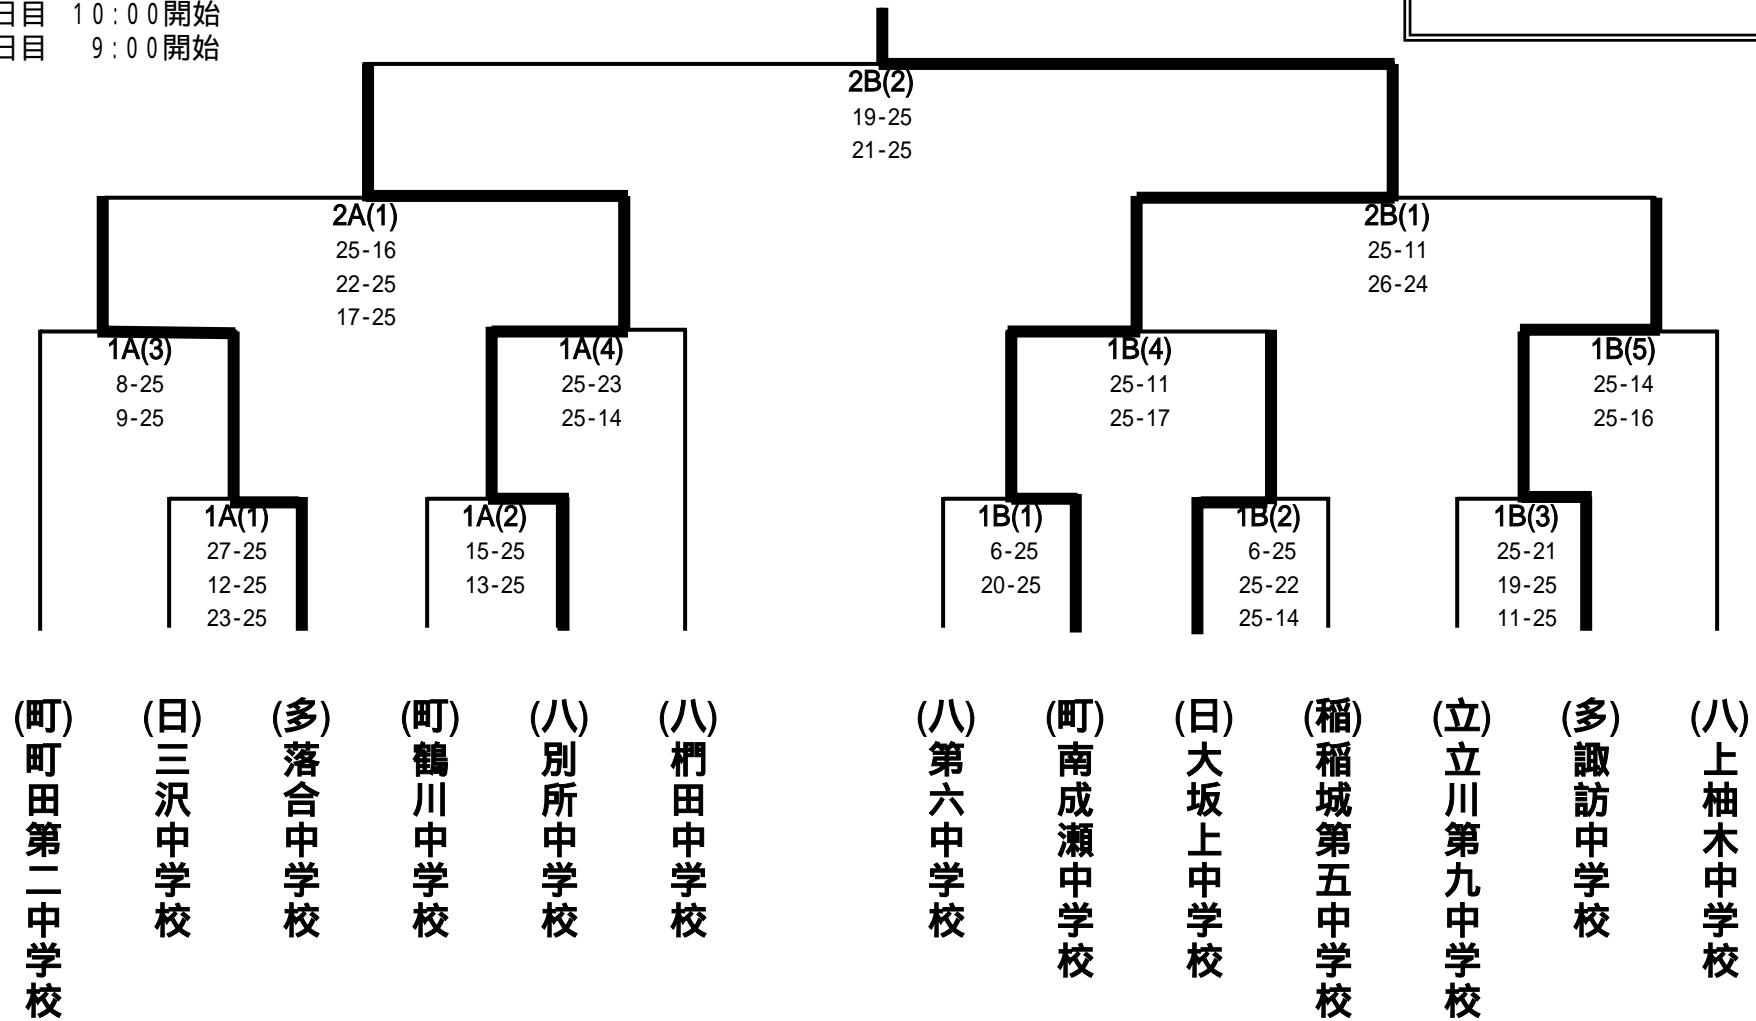 日目 10:00開始
日目 9:00開始
2B(2)
19-25
21-25
2A(1)
25-16
22-25
17-25
2B(1)
25-11
26-24
1A(3)
8-25
9-25
1A(4)
25-23
25-14
1B(4)
25-11
25-17
1B(5)
25-14
25-16
1A(1)
27-25
12-25
23-25
1A(2)
15-25
13-25
1B(1)
6-25
20-25
1B(2)
6-25
25-22
25-14
1B(3)
25-21
19-25
11-25
(町)町田第二中学校
(日)三沢中学校
(多)落合中学校
(町)鶴川中学校
(八)別所中学校
(八)椚田中学校
(八)第六中学校
(町)南成瀬中学校
(日)大坂上中学校
(稲)稲城第五中学校
(立)立川第九中学校
(多)諏訪中学校
(八)上柚木中学校